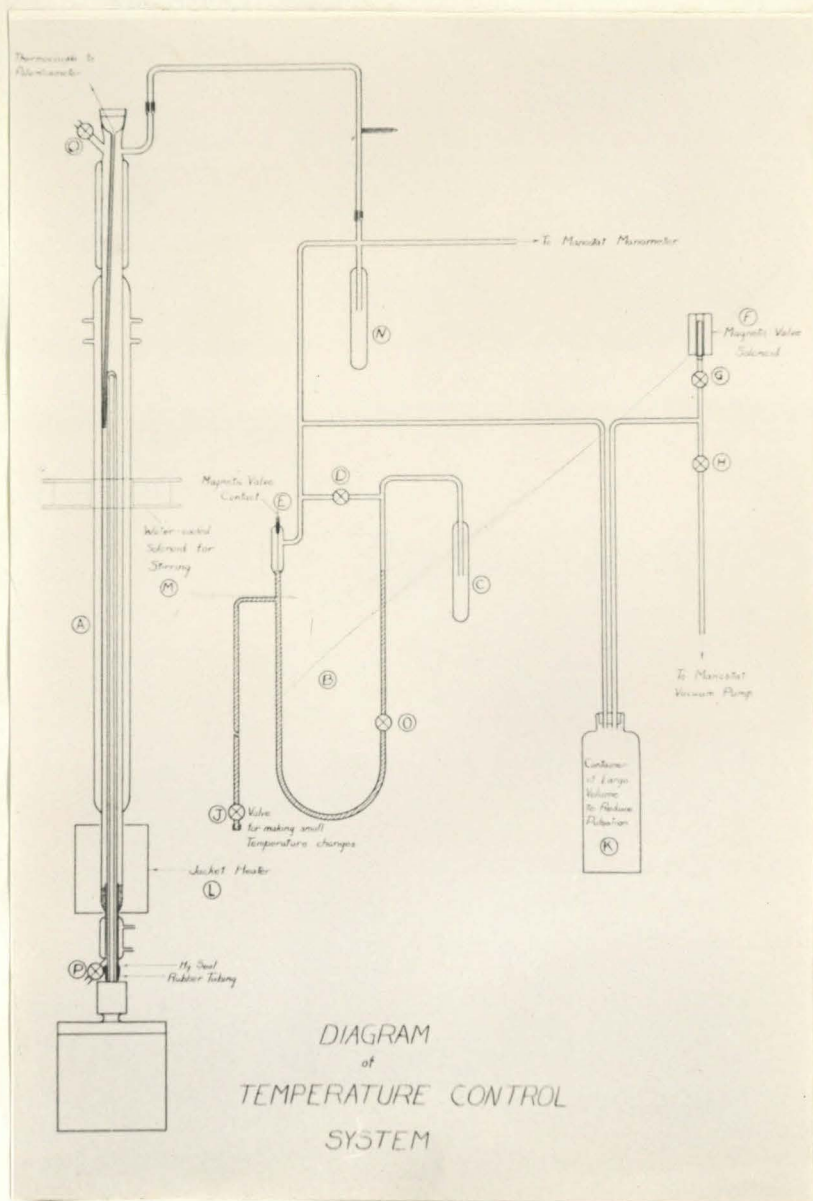 Thermocouple to
Potentiometer
Q
To Manostat Manometer
N
F
Magnetic Valve
Solenoid
G
H
D
Magnetic Valve
Contact
E
Water-cooled
Solenoid for
Stirring
M
C
A
B
O
To Manostat
Vacuum Pump
Container
of Large
Volume
to Reduce
Pulsation
K
J
Valve
for making small
Temperature changes
Jacket Heater
L
P
Hg Seal
Rubber Tubing
DIAGRAM
of
TEMPERATURE CONTROL
SYSTEM